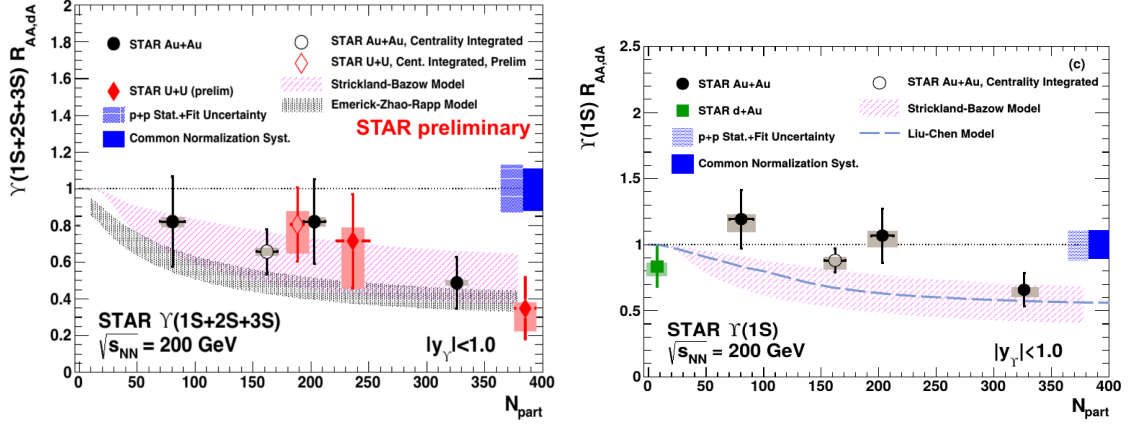 2
1.8
1.6
1.4
1.2
1
0.8
0.6
0.4
0.2
0
ϒ(1S+2S+3S) R_AA,dA
STAR Au+Au
STAR U+U (prelim)
p+p Stat.+Fit Uncertainty
Common Normalization Syst.
STAR Au+Au, Centrality Integrated
STAR U+U, Cent. Integrated, Prelim
Strickland-Bazow Model
Emerick-Zhao-Rapp Model
STAR preliminary
STAR ϒ(1S+2S+3S)
√s_NN = 200 GeV
|y_ϒ|<1.0
0 50 100 150 200 250 300 350 400
N_part
2.5
2
1.5
1
0.5
0
ϒ(1S) R_AA,dA
(c)
STAR Au+Au
STAR d+Au
p+p Stat.+Fit Uncertainty
Common Normalization Syst.
STAR Au+Au, Centrality Integrated
Strickland-Bazow Model
Liu-Chen Model
STAR ϒ(1S)
√s_NN = 200 GeV
|y_ϒ|<1.0
0 50 100 150 200 250 300 350 400
N_part